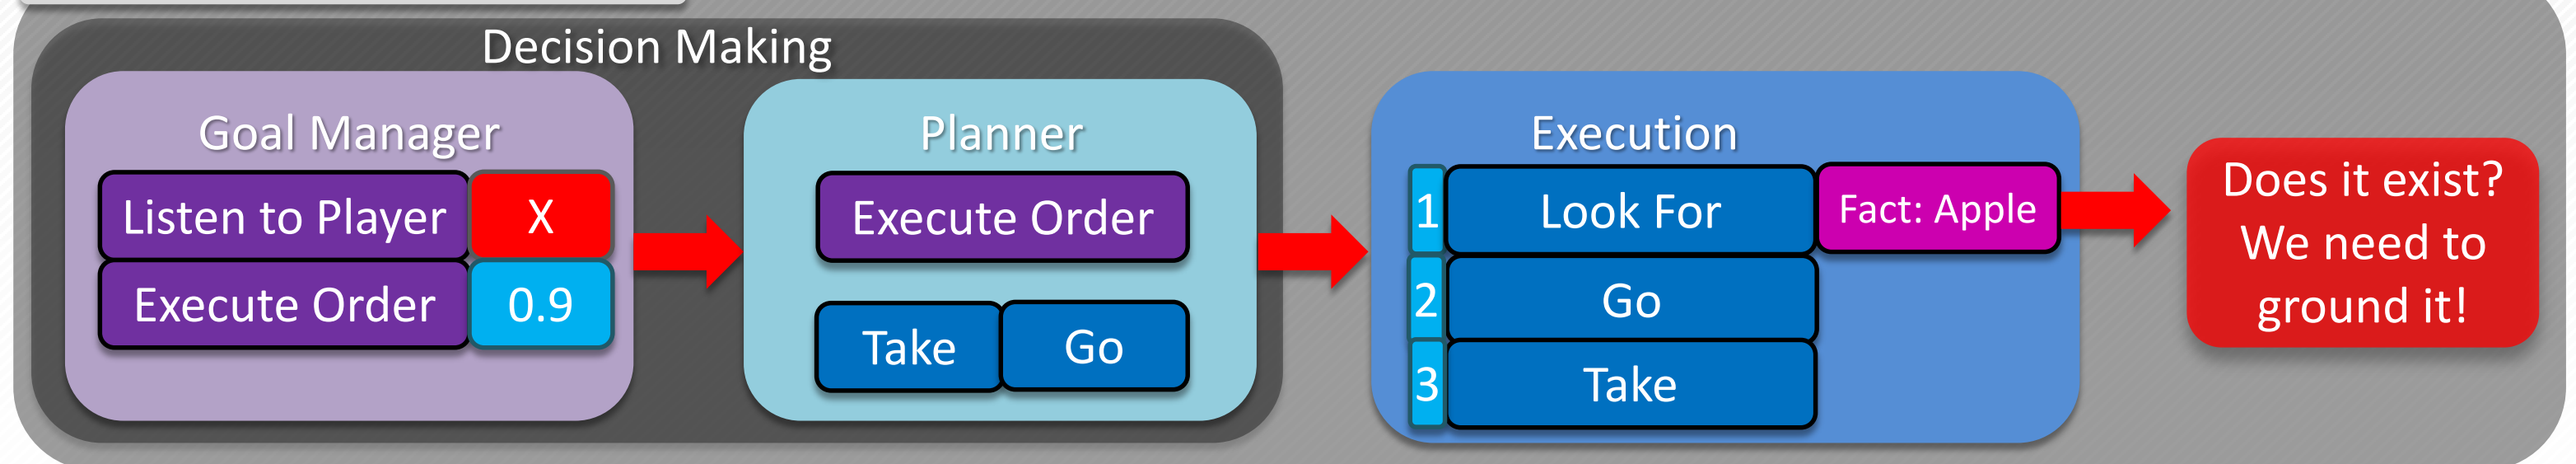 Decision Making
Goal Manager
Listen to Player X
Execute Order 0.9
Planner
Execute Order
Take Go
Execution
1 Look For Fact: Apple
2 Go
3 Take
Does it exist?
We need to
ground it!